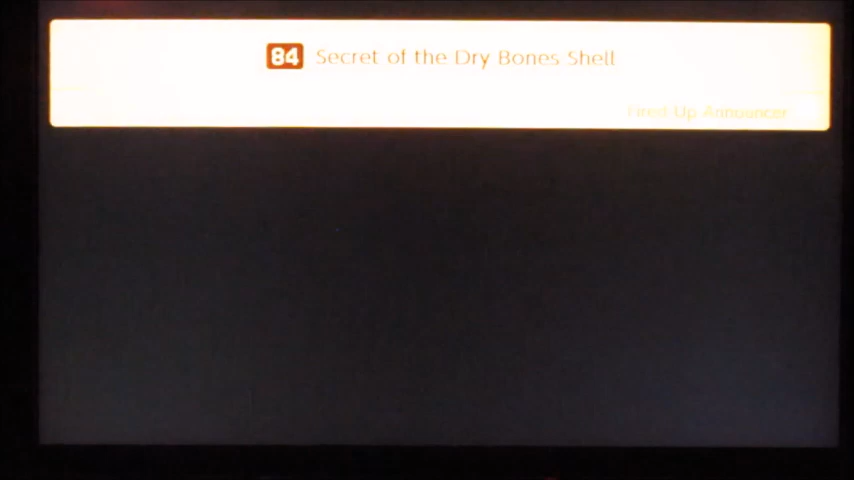 84 Secret of the Dry Bones Shell
Fired-Up Announcer